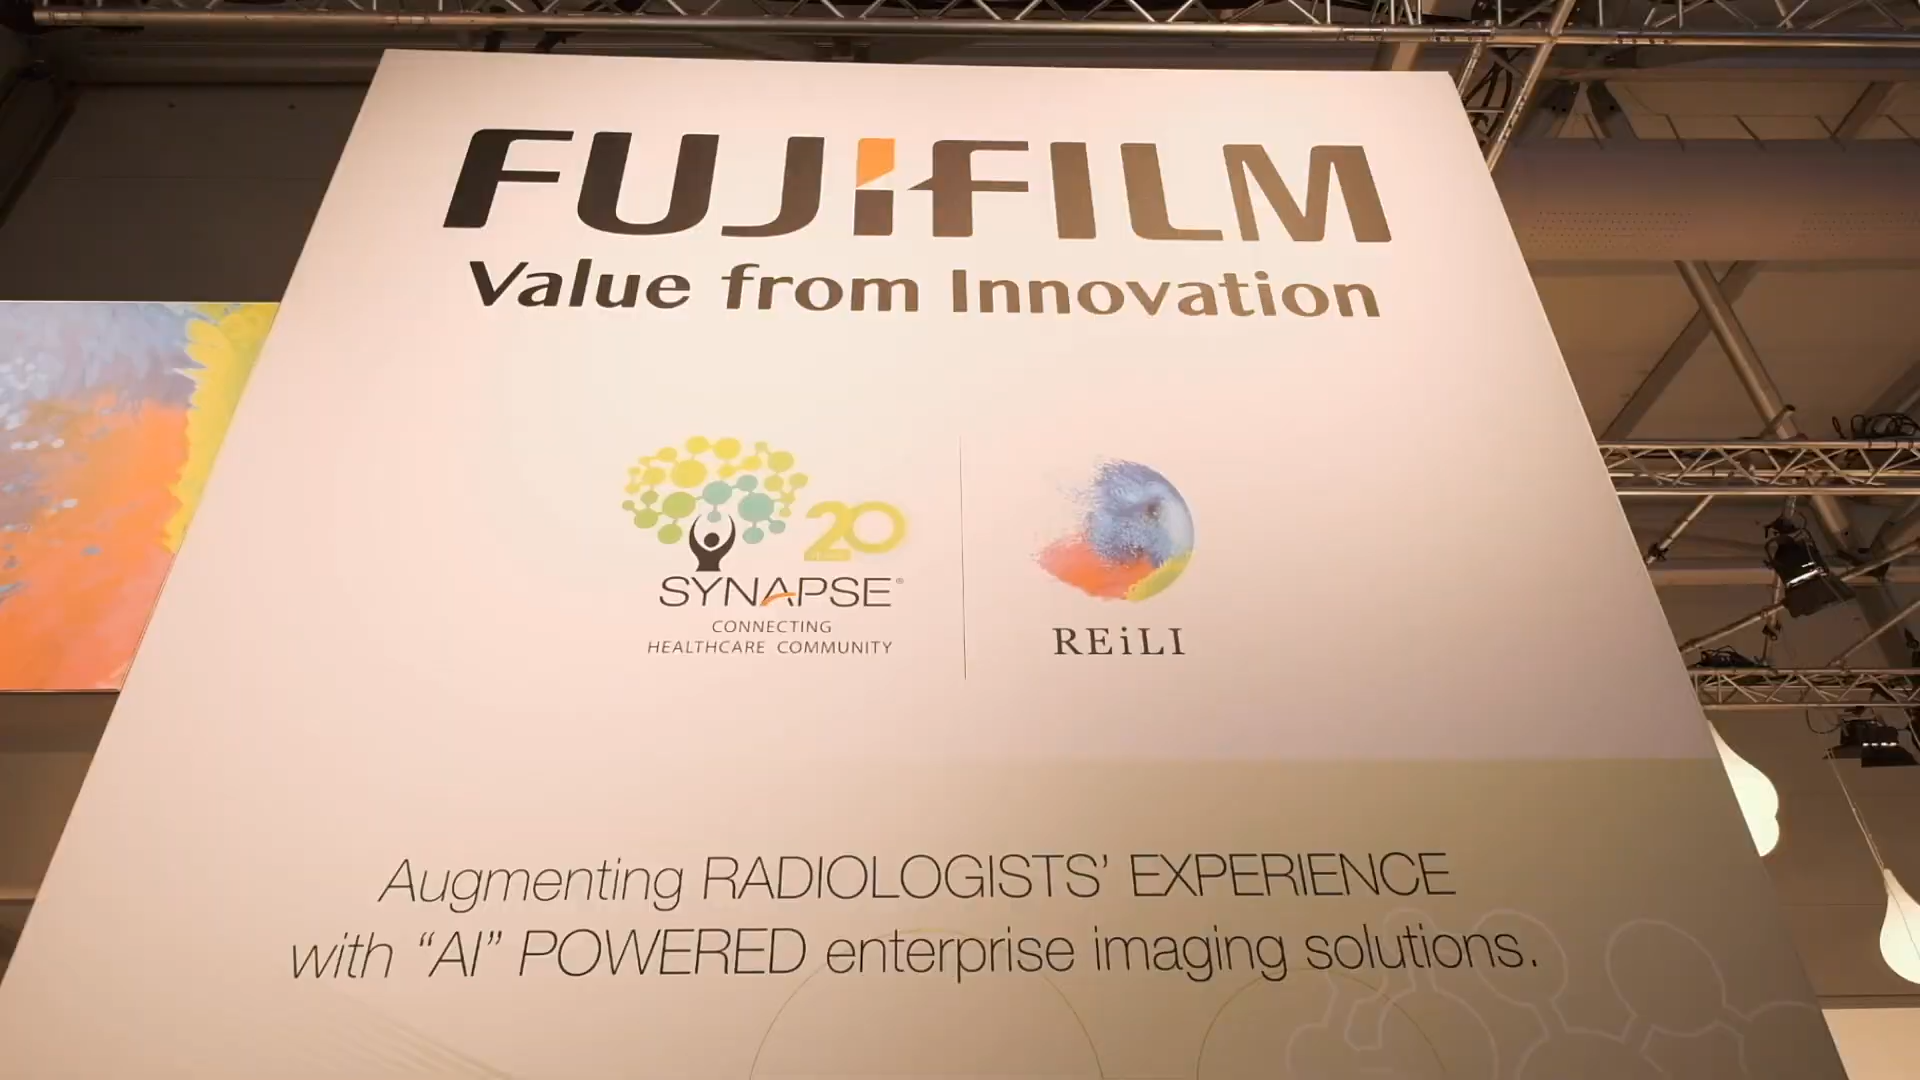 FUJIFILM
Value from Innovation
20
SYNAPSE®
CONNECTING
HEALTHCARE COMMUNITY
REiLI
Augmenting RADIOLOGISTS' EXPERIENCE
with “AI” POWERED enterprise imaging solutions.